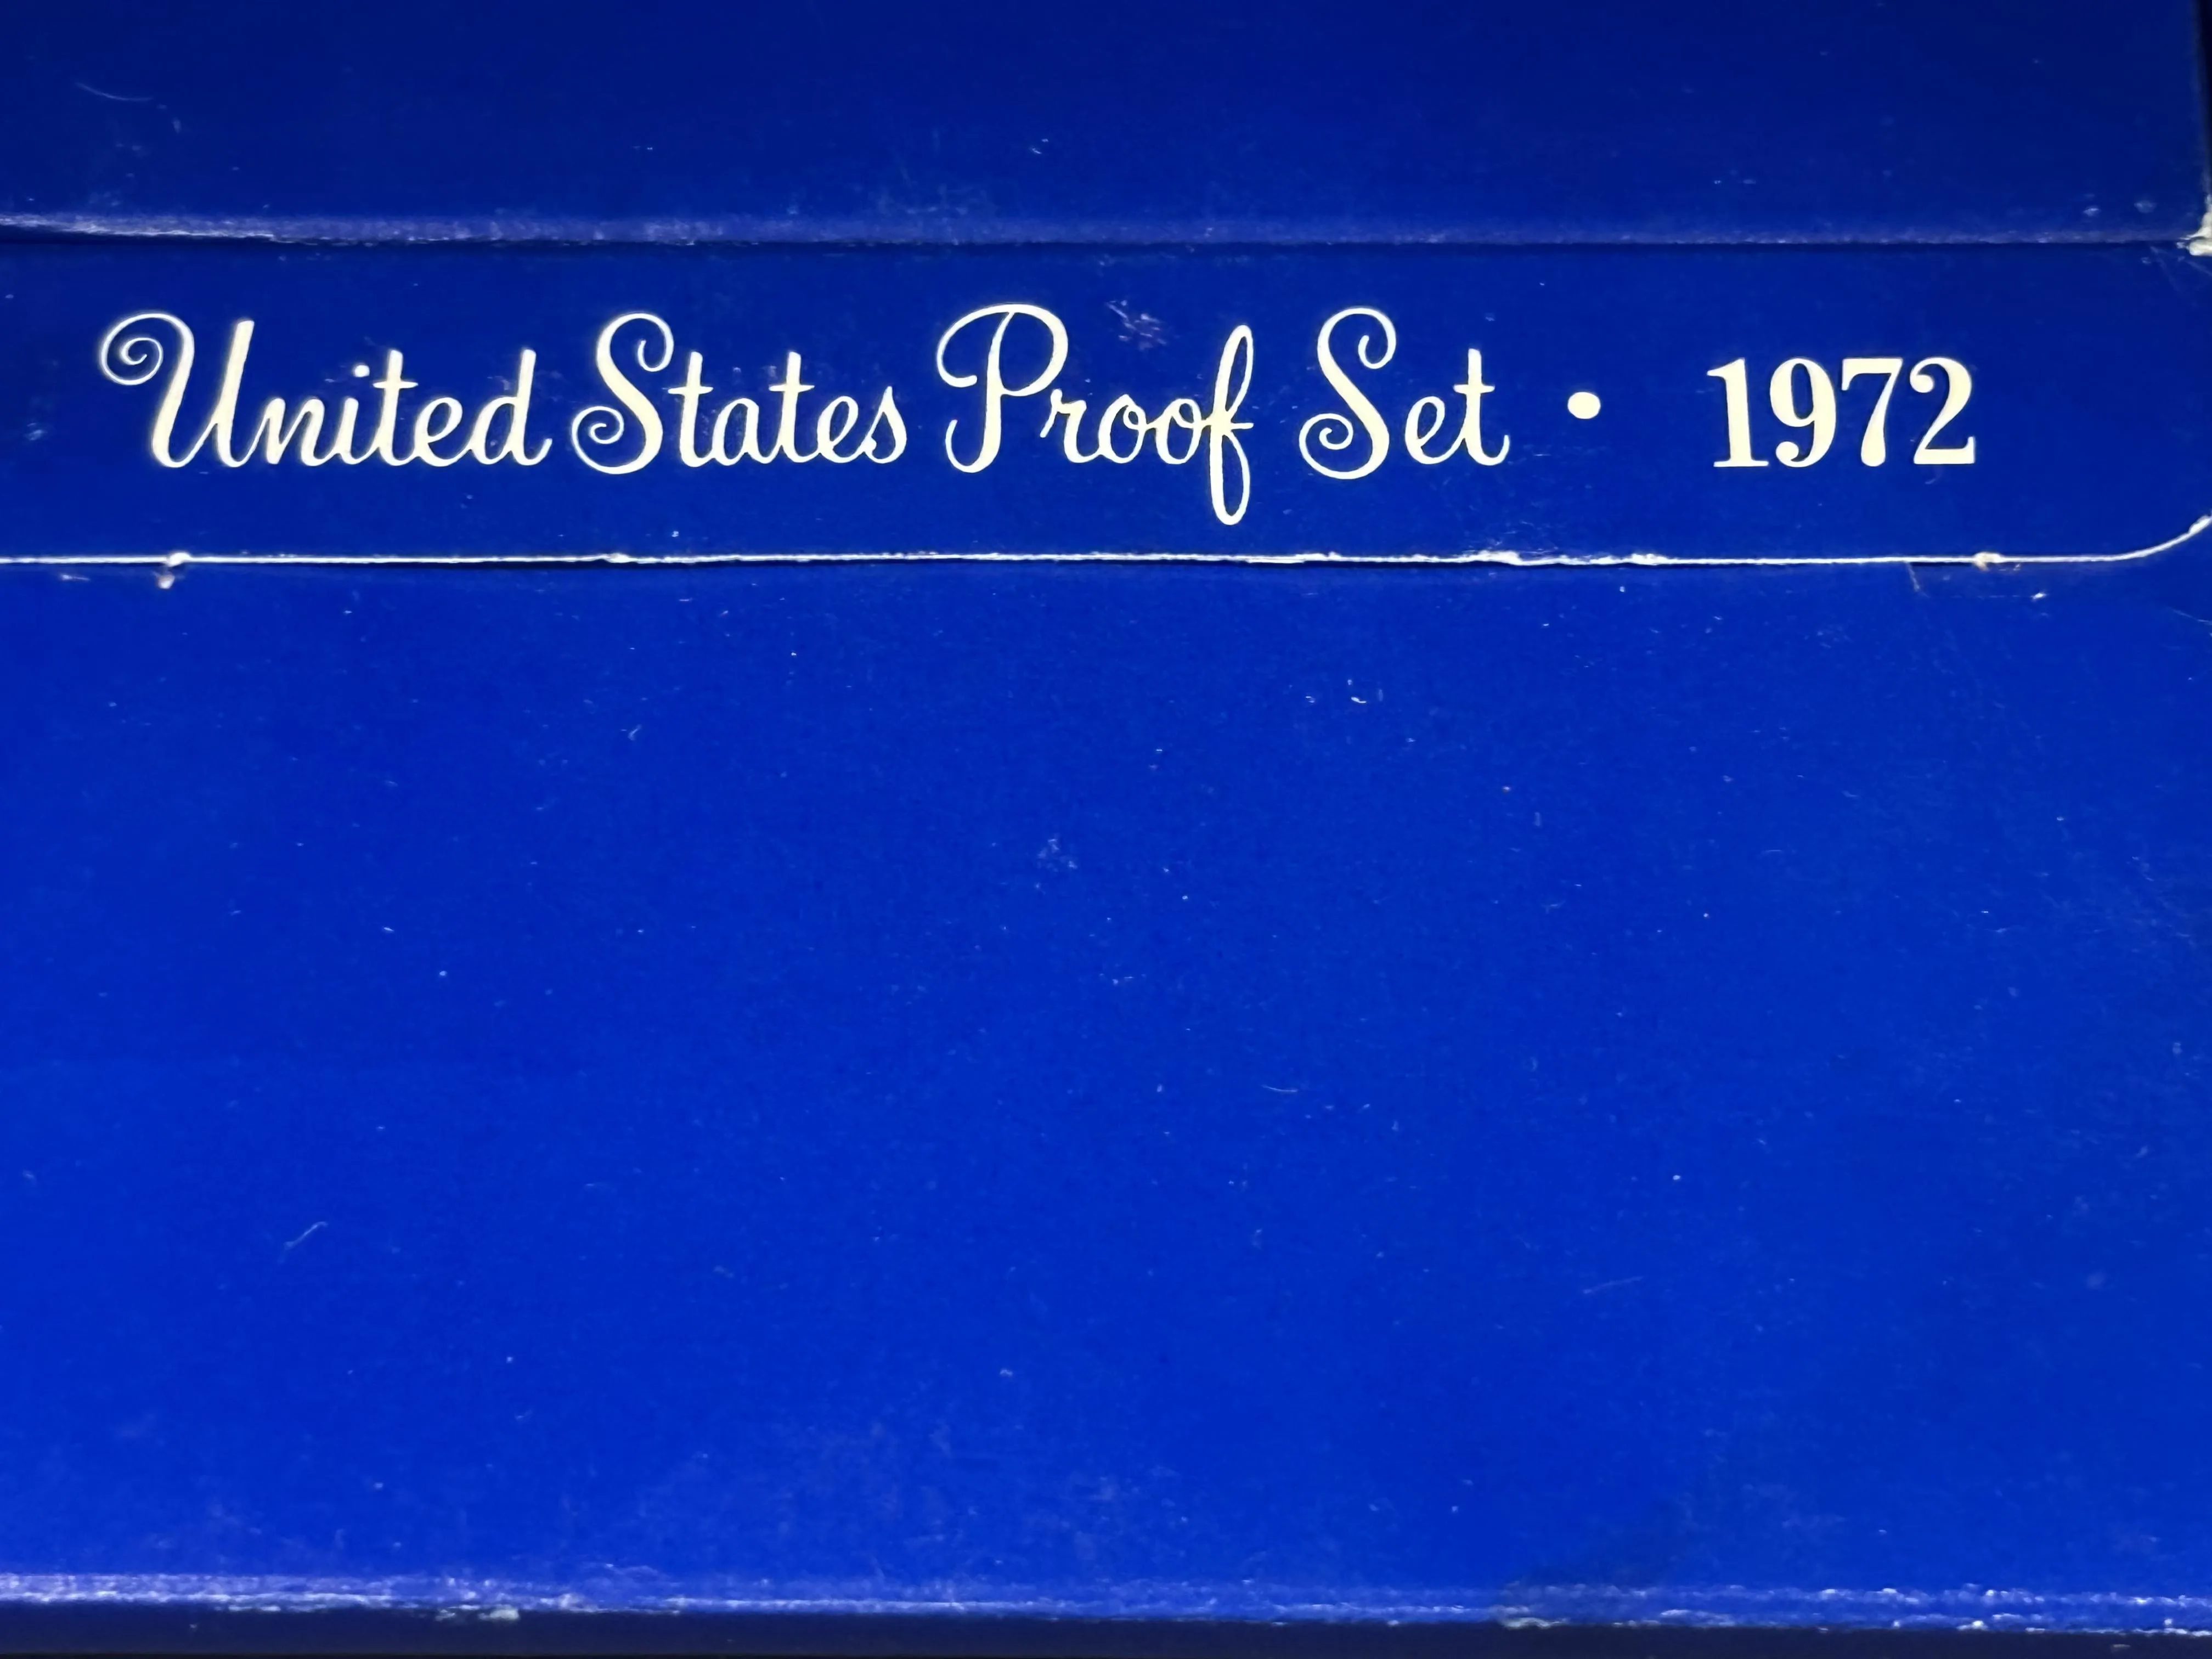 United States Proof Set • 1972